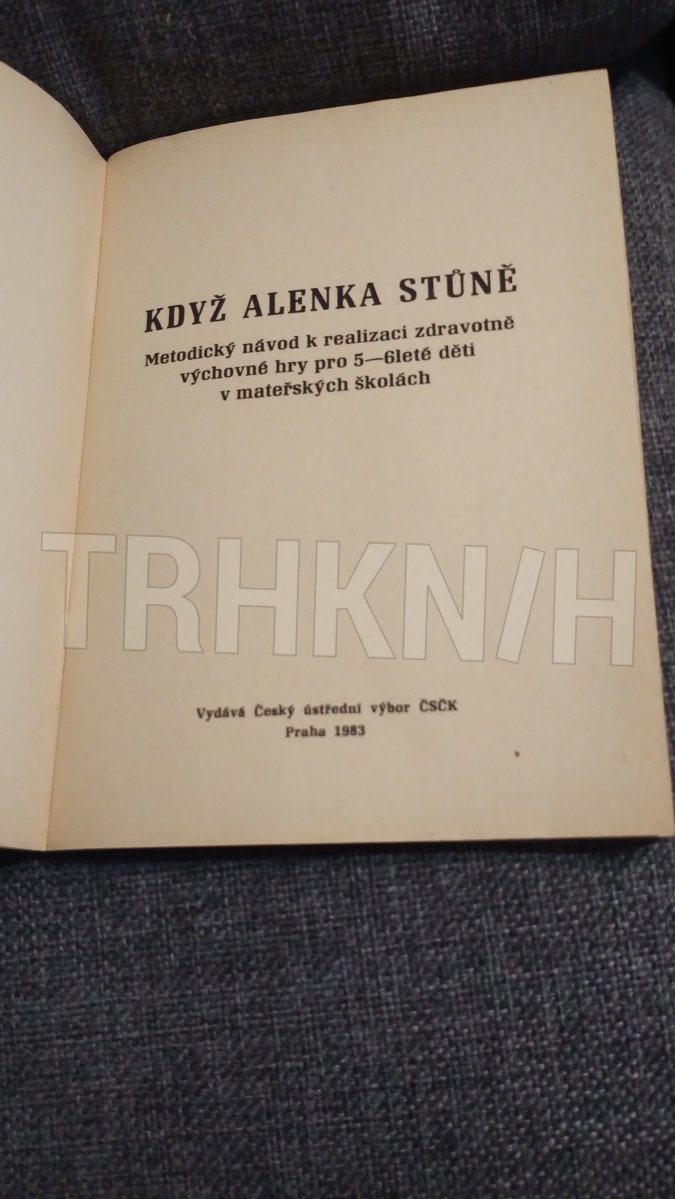 KDYŽ ALENKA STŮNĚ
Metodický návod k realizaci zdravotně
výchovné hry pro 5—6leté děti
v mateřských školách
TRHKN/H
Vydává Český ústřední výbor ČSČK
Praha 1983